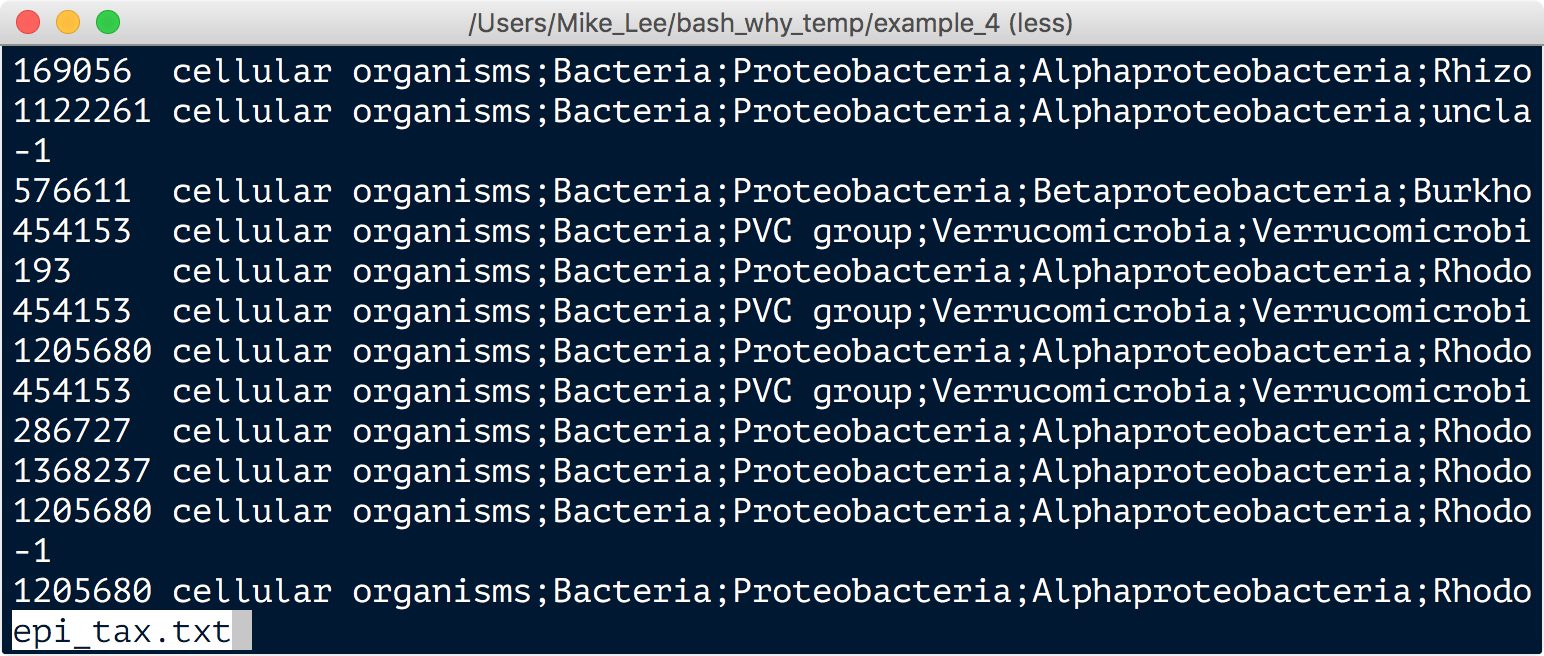 /Users/Mike_Lee/bash_why_temp/example_4 (less)
169056  cellular organisms;Bacteria;Proteobacteria;Alphaproteobacteria;Rhizo
1122261 cellular organisms;Bacteria;Proteobacteria;Alphaproteobacteria;uncla
-1
576611  cellular organisms;Bacteria;Proteobacteria;Betaproteobacteria;Burkho
454153  cellular organisms;Bacteria;PVC group;Verrucomicrobia;Verrucomicrobi
193     cellular organisms;Bacteria;Proteobacteria;Alphaproteobacteria;Rhodo
454153  cellular organisms;Bacteria;PVC group;Verrucomicrobia;Verrucomicrobi
1205680 cellular organisms;Bacteria;Proteobacteria;Alphaproteobacteria;Rhodo
454153  cellular organisms;Bacteria;PVC group;Verrucomicrobia;Verrucomicrobi
286727  cellular organisms;Bacteria;Proteobacteria;Alphaproteobacteria;Rhodo
1368237 cellular organisms;Bacteria;Proteobacteria;Alphaproteobacteria;Rhodo
1205680 cellular organisms;Bacteria;Proteobacteria;Alphaproteobacteria;Rhodo
-1
1205680 cellular organisms;Bacteria;Proteobacteria;Alphaproteobacteria;Rhodo
epi_tax.txt